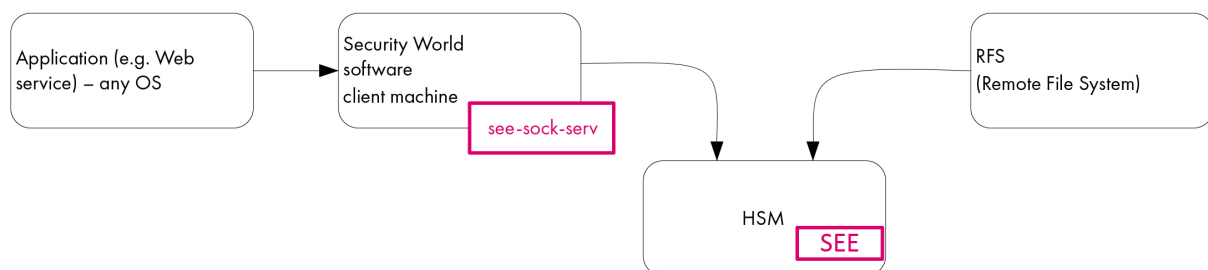 Application (e.g. Web
service) – any OS
Security World
software
client machine
see-sock-serv
RFS
(Remote File System)
HSM
SEE